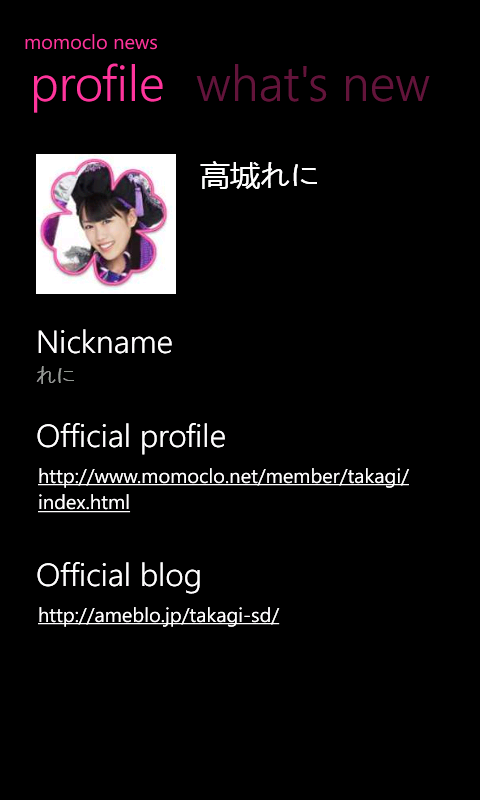 momoclo news
profile what's new
高城れに
Nickname
れに
Official profile
http://www.momoclo.net/member/takagi/
index.html
Official blog
http://ameblo.jp/takagi-sd/